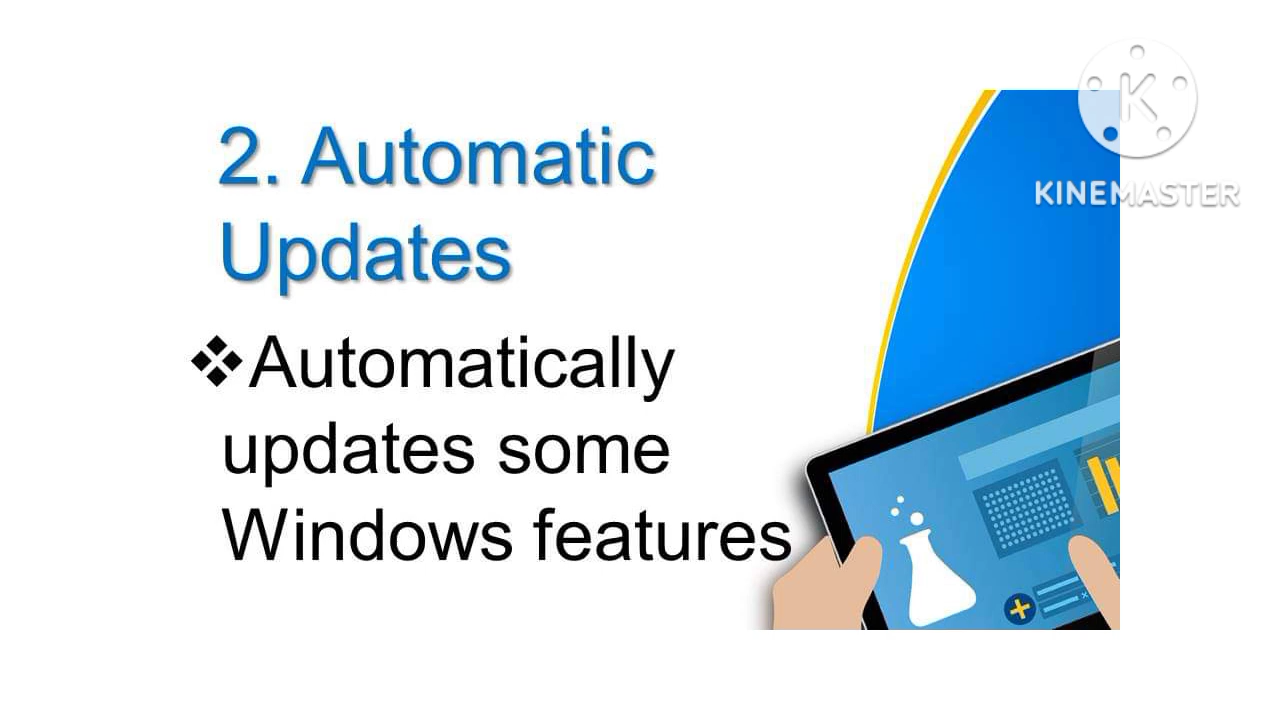 2. Automatic
Updates
❖Automatically
updates some
Windows features
K
KINEMASTER